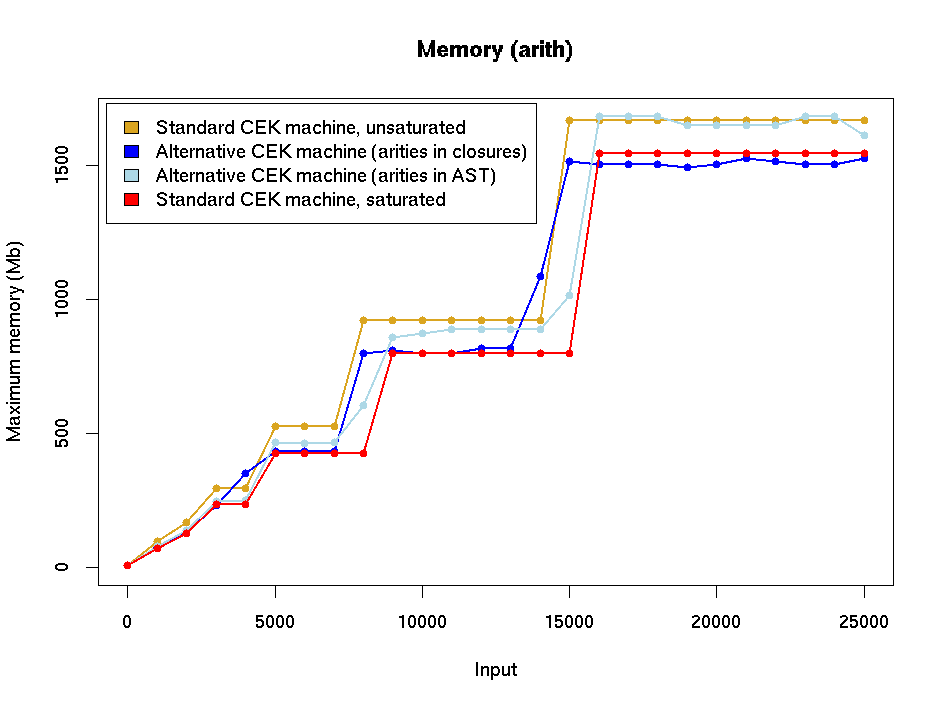 Memory (arith)
Standard CEK machine, unsaturated
Alternative CEK machine (arities in closures)
Alternative CEK machine (arities in AST)
Standard CEK machine, saturated
Maximum memory (Mb)
1500
1000
500
0
0 5000 10000 15000 20000 25000
Input